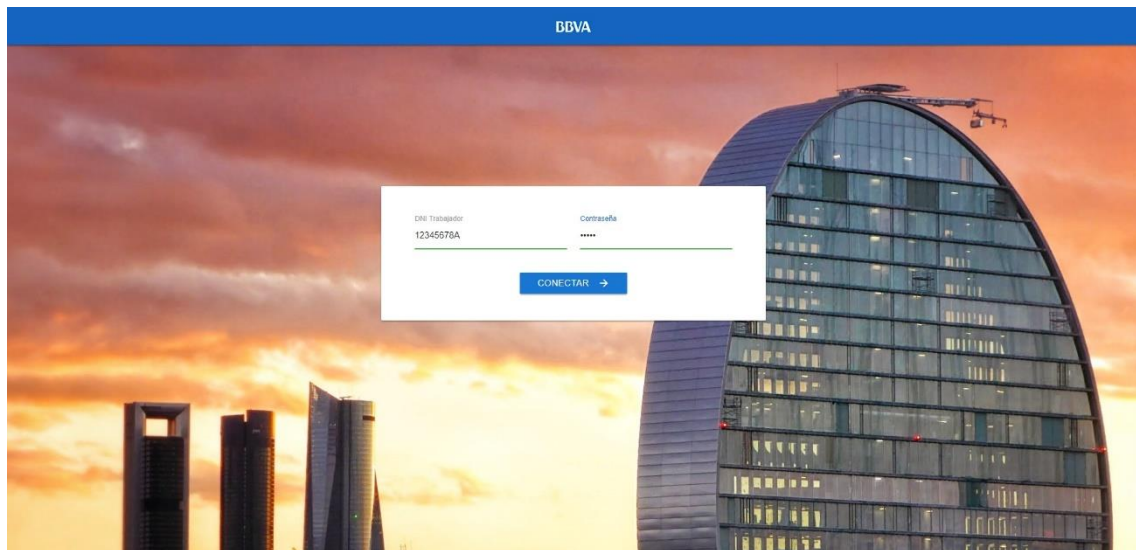 BBVA
DNI Trabajador
Contraseña
12345678A
•••••
CONECTAR →